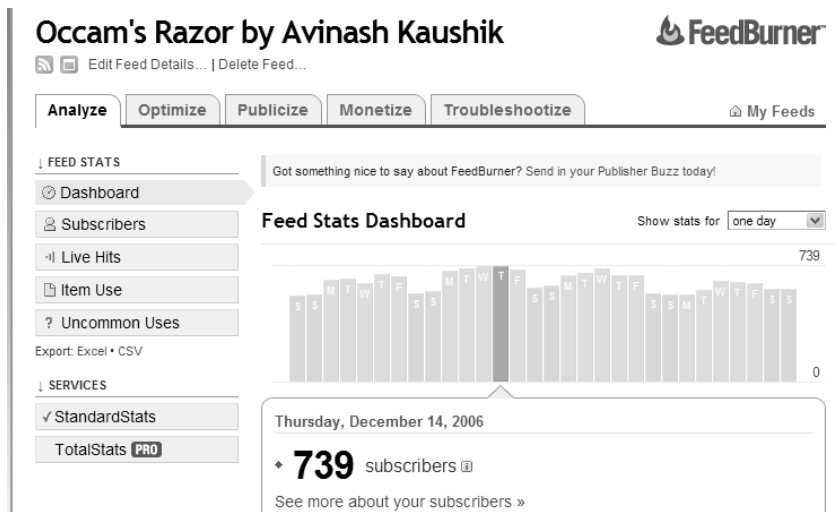 Occam's Razor by Avinash Kaushik
FeedBurner™
Edit Feed Details... | Delete Feed...
Analyze Optimize Publicize Monetize Troubleshootize
My Feeds
↓ FEED STATS
Dashboard
Subscribers
Live Hits
Item Use
? Uncommon Uses
Export: Excel • CSV
↓ SERVICES
✓ StandardStats
TotalStats PRO
Got something nice to say about FeedBurner? Send in your Publisher Buzz today!
Feed Stats Dashboard
Show stats for one day
739
S S M T W T F S S M T W T F S S M T W T F S S M T W T F S S
0
Thursday, December 14, 2006
739 subscribers
See more about your subscribers »